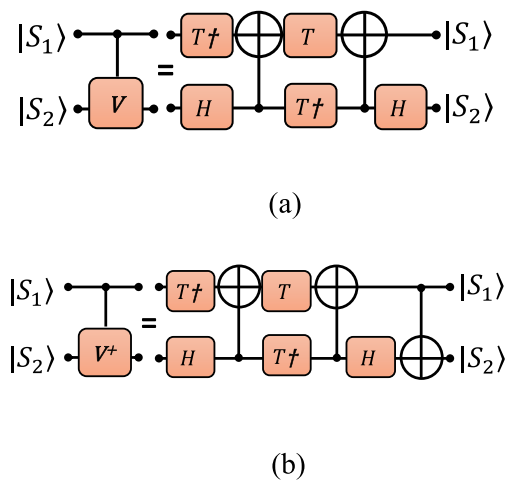 |S₁⟩ T† T |S₁⟩
=
|S₂⟩ V H T† H |S₂⟩
(a)
|S₁⟩ T† T |S₁⟩
=
|S₂⟩ V⁺ H T† H |S₂⟩
(b)